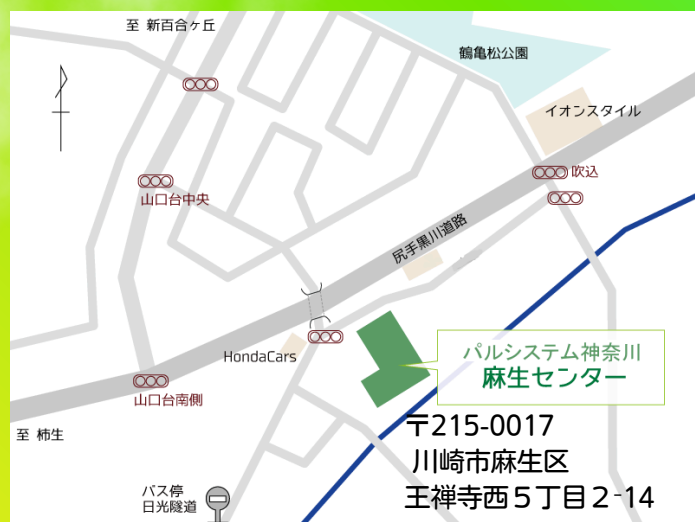 至 新百合ヶ丘
鶴亀松公園
イオンスタイル
吹込
山口台中央
尻手黒川道路
HondaCars
パルシステム神奈川
麻生センター
山口台南側
〒215-0017
川崎市麻生区
王禅寺西5丁目2-14
至 柿生
バス停
日光隧道